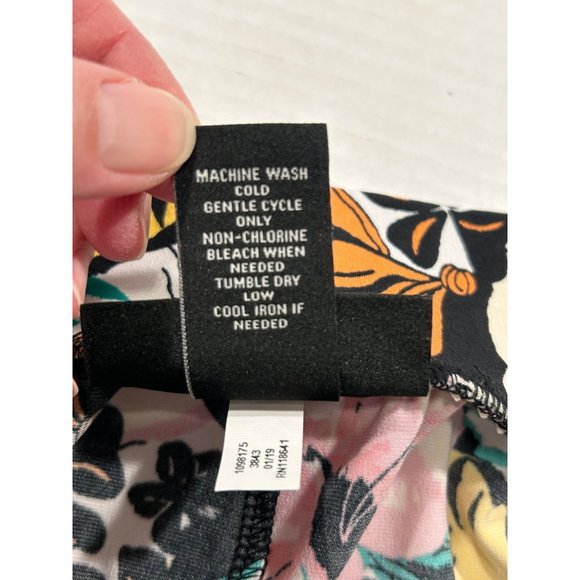 MACHINE WASH
COLD
GENTLE CYCLE
ONLY
NON-CHLORINE
BLEACH WHEN
NEEDED
TUMBLE DRY
LOW
COOL IRON IF
NEEDED
1098175
3843
01/19
RN118641